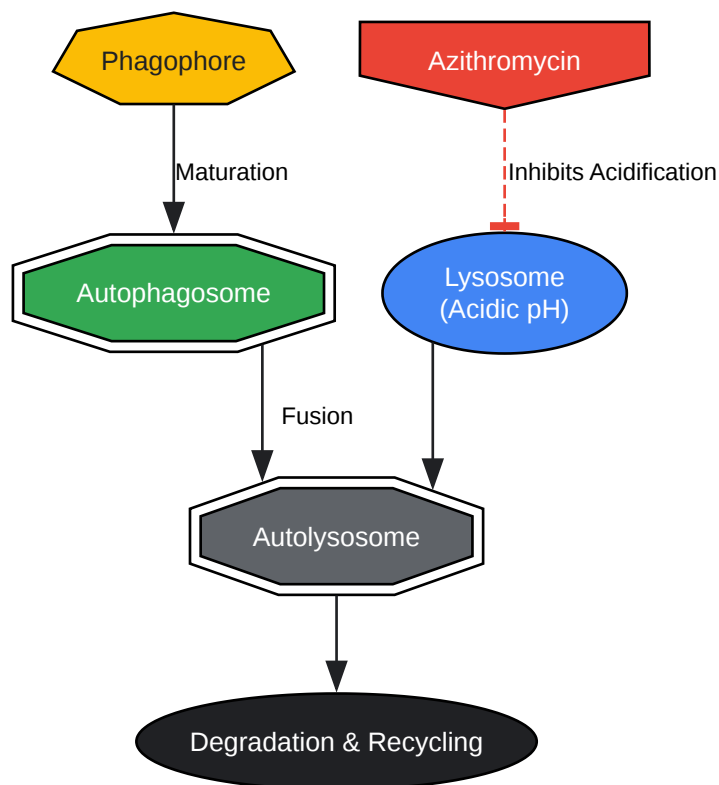 Phagophore
Azithromycin
Maturation
Inhibits Acidification
Autophagosome
Lysosome
(Acidic pH)
Fusion
Autolysosome
Degradation & Recycling